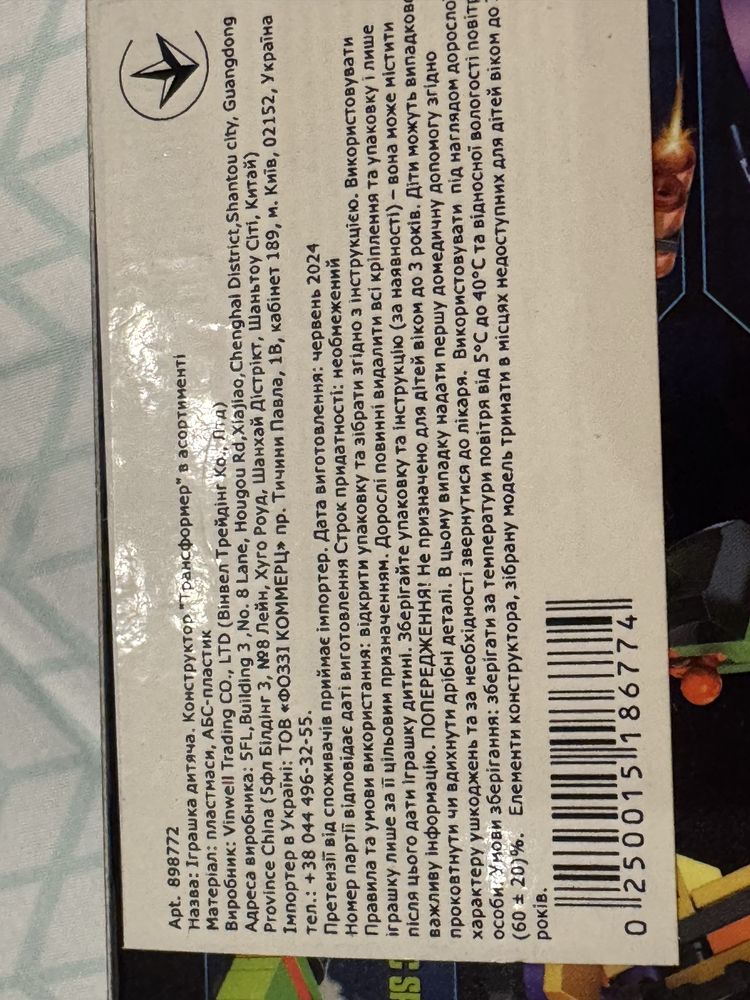 Арт. 898772
Назва: Іграшка дитяча. Конструктор "Трансформер" в асортименті
Матеріал: пластмаси, АБС-пластик
Виробник: Vinwell Trading CO., LTD (Вінвел Трейдінг Ко., Лтд)
Адреса виробника: 5FL,Building 3 ,No. 8 Lane, Hougou Rd,Xiajiao,Chenghai District,Shantou city, Guangdong
Province China (5фл Білдінг 3, №8 Лейн, Хуго Роуд, Шанхай Дістрікт, Шаньтоу Сіті, Китай)
Імпортер в Україні: ТОВ «ФОЗЗІ КОММЕРЦ» пр. Тичини Павла, 1В, кабінет 189, м. Київ, 02152, Україна
тел.: +38 044 496-32-55.
Претензії від споживачів приймає імпортер. Дата виготовлення: червень 2024
Номер партії відповідає даті виготовлення Строк придатності: необмежений
Правила та умови використання: відкрити упаковку та зібрати згідно з інструкцією. Використовувати
іграшку лише за її цільовим призначенням. Дорослі повинні видалити всі кріплення та упаковку і лише
після цього дати іграшку дитині. Зберігайте упаковку та інструкцію (за наявності) – вона може містити
важливу інформацію. ПОПЕРЕДЖЕННЯ! Не призначено для дітей віком до 3 років. Діти можуть випадково
проковтнути чи вдихнути дрібні деталі. В цьому випадку надати першу домедичну допомогу згідно
характеру ушкоджень та за необхідності звернутися до лікаря. Використовувати під наглядом дорослої
особи. Умови зберігання: зберігати за температури повітря від 5°С до 40°С та відносної вологості повітря
(60 ± 20)%. Елементи конструктора, зібрану модель тримати в місцях недоступних для дітей віком до
років.
0 250015 186774